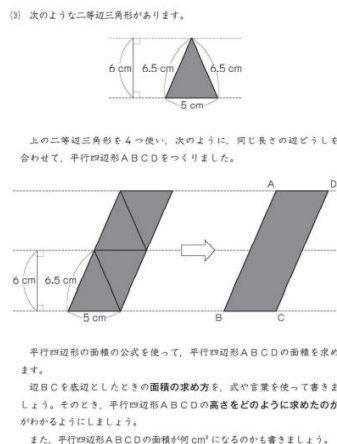 (3) 次のような二等辺三角形があります。
6 cm 6.5 cm 6.5 cm
5 cm
上の二等辺三角形を4つ使い，次のように，同じ長さの辺どうしを
合わせて，平行四辺形ＡＢＣＤをつくりました。
A D
6 cm 6.5 cm
5 cm
B C
平行四辺形の面積の公式を使って，平行四辺形ＡＢＣＤの面積を求め
ます。
辺ＢＣを底辺としたときの面積の求め方を，式や言葉を使って書きま
しょう。そのとき，平行四辺形ＡＢＣＤの高さをどのように求めたのか
がわかるようにしましょう。
また，平行四辺形ＡＢＣＤの面積が何cm²になるのかも書きましょう。